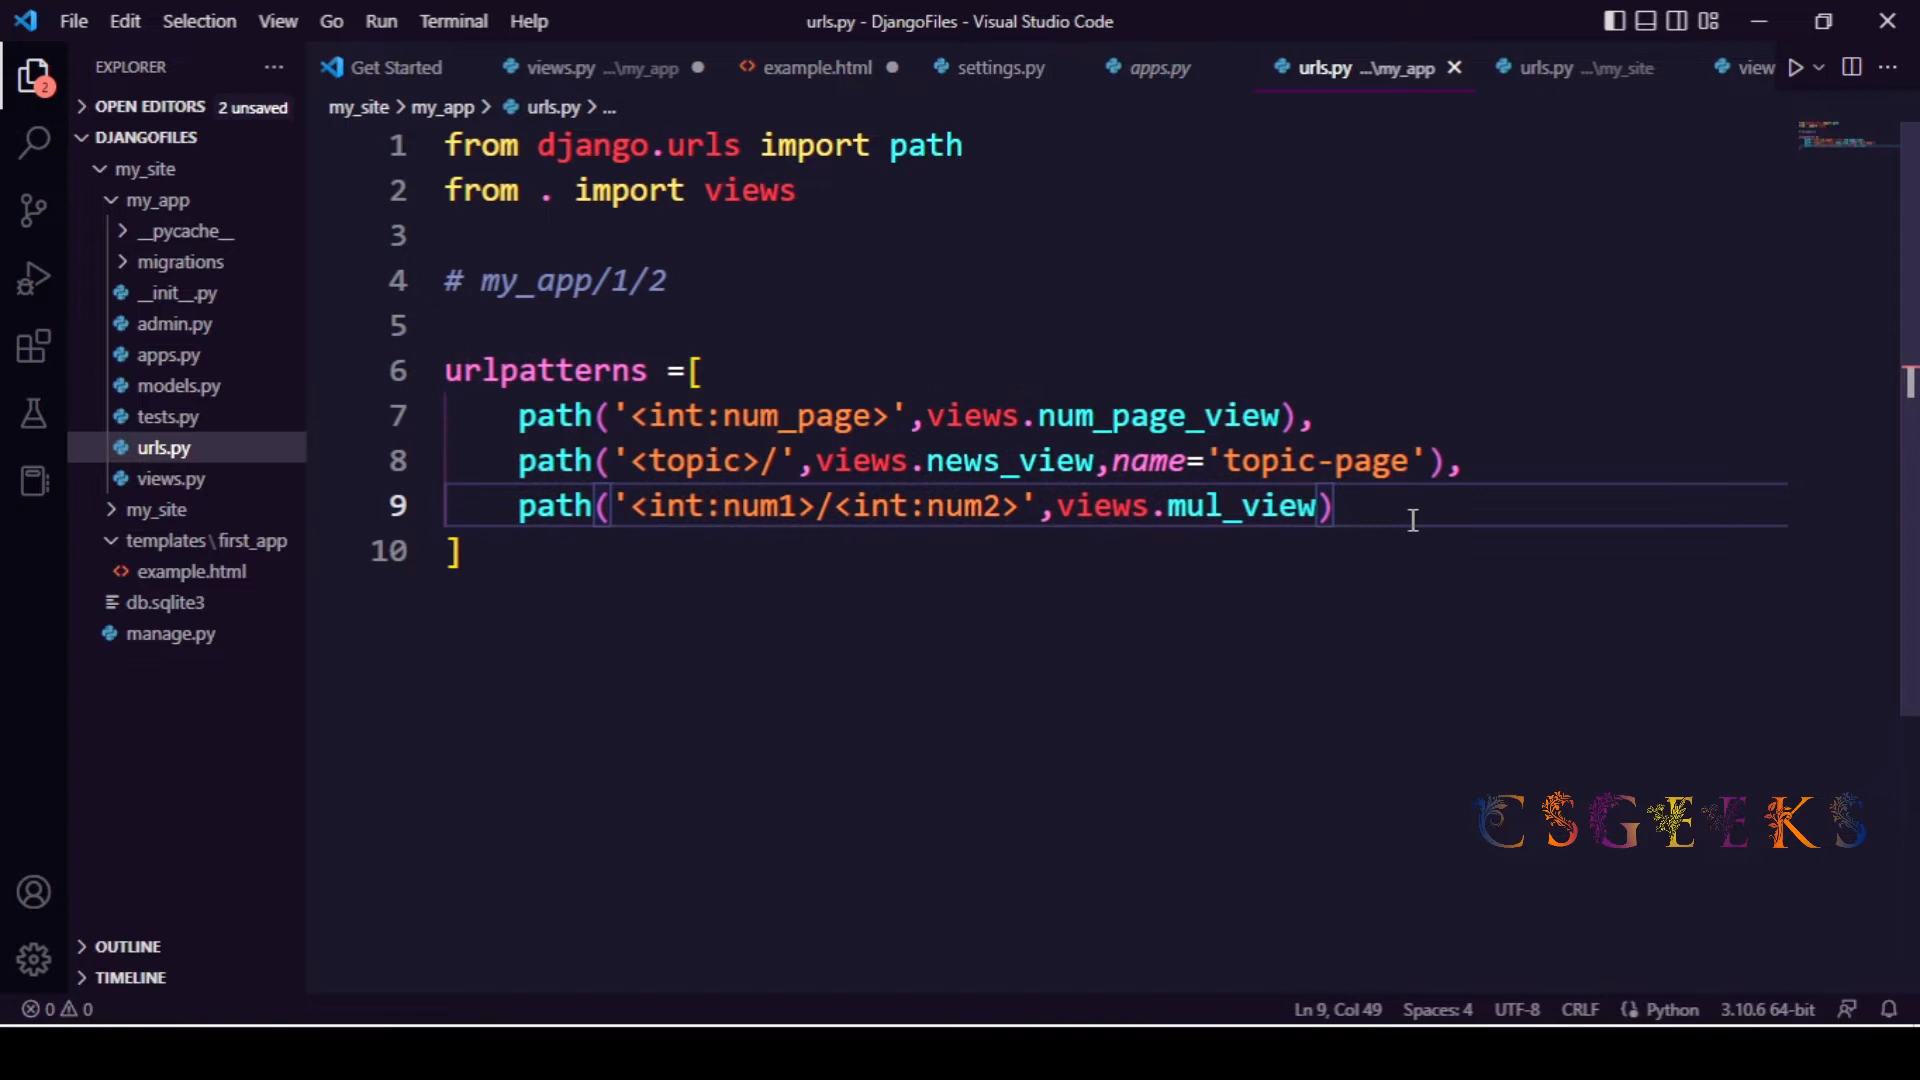 File Edit Selection View Go Run Terminal Help urls.py - DjangoFiles - Visual Studio Code
EXPLORER
2
OPEN EDITORS 2 unsaved
DJANGOFILES
my_site
my_app
__pycache__
migrations
__init__.py
admin.py
apps.py
models.py
tests.py
urls.py
views.py
my_site
templates\first_app
example.html
db.sqlite3
manage.py
OUTLINE
TIMELINE
Get Started views.py ...\my_app example.html settings.py apps.py urls.py ...\my_app urls.py ...\my_site view
my_site > my_app > urls.py > ...
1 from django.urls import path
2 from . import views
3
4 # my_app/1/2
5
6 urlpatterns =[
7 path('<int:num_page>',views.num_page_view),
8 path('<topic>/',views.news_view,name='topic-page'),
9 path('<int:num1>/<int:num2>',views.mul_view)
10 ]
CSGEEKS
0 0 Ln 9, Col 49 Spaces: 4 UTF-8 CRLF Python 3.10.6 64-bit